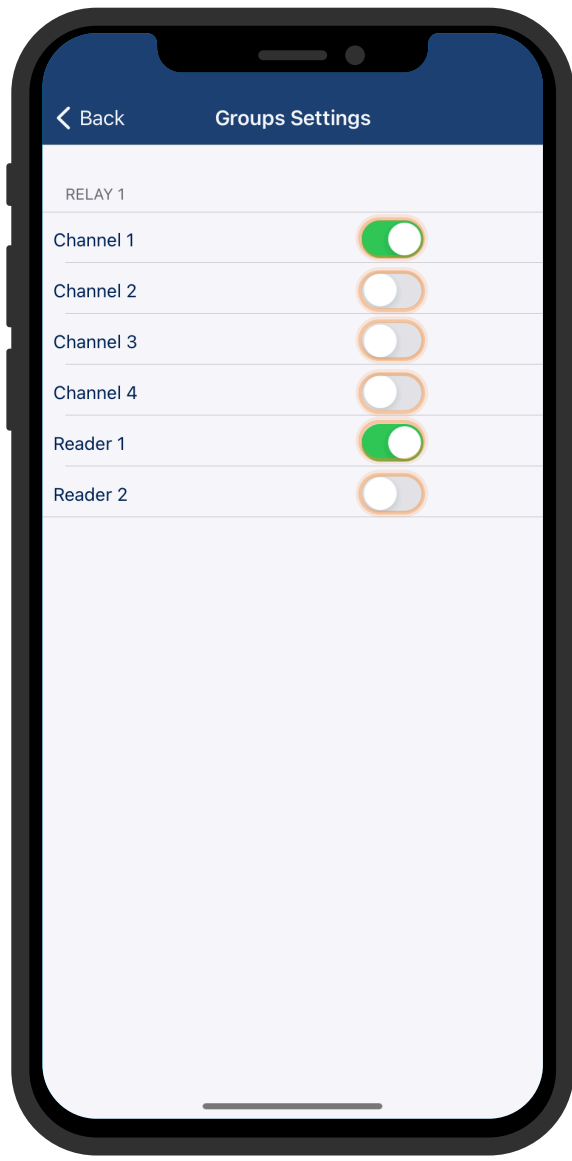 Back
Groups Settings
RELAY 1
Channel 1
Channel 2
Channel 3
Channel 4
Reader 1
Reader 2